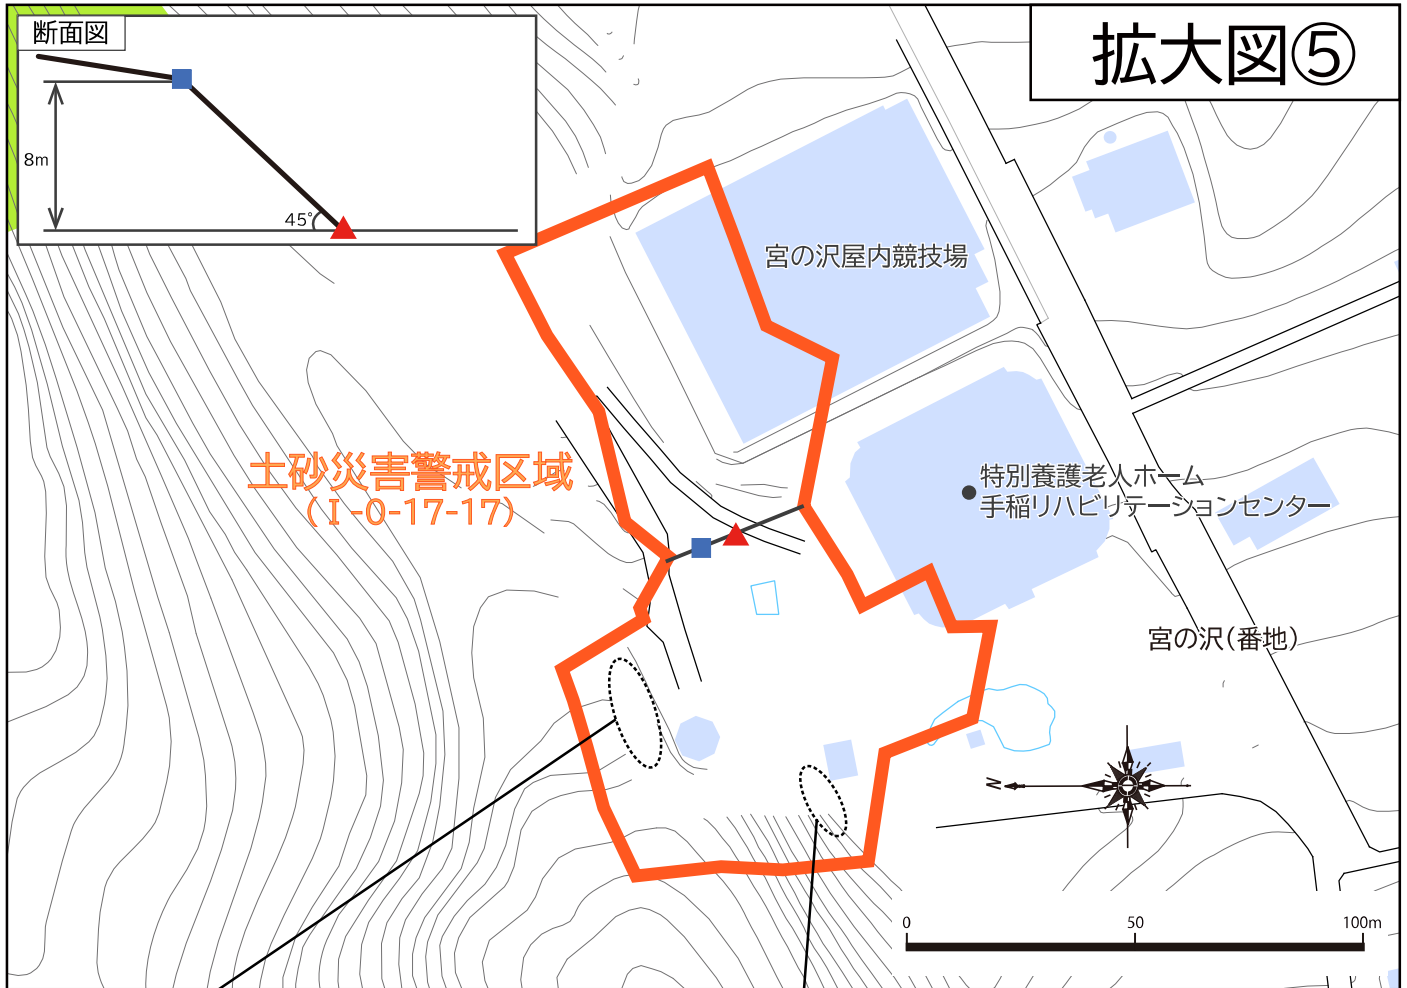 断面図
8m
45°
拡大図⑤
宮の沢屋内競技場
土砂災害警戒区域
(Ⅰ-0-17-17)
特別養護老人ホーム
手稲リハビリテーションセンター
宮の沢(番地)
N
0 50 100m